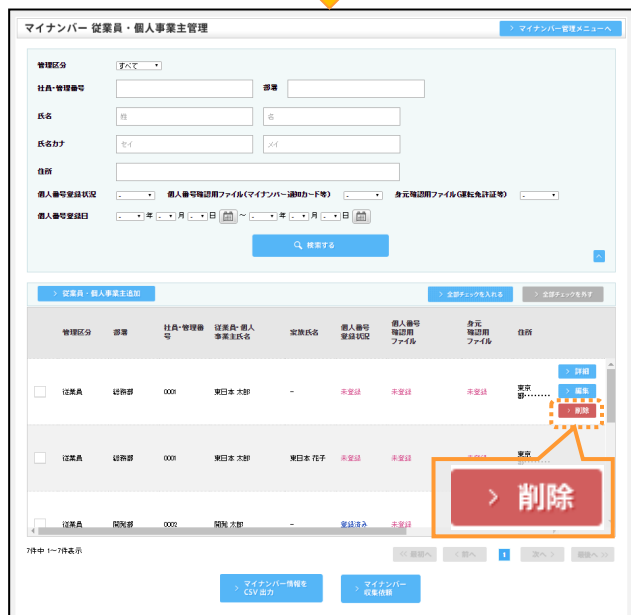 マイナンバー 従業員・個人事業主管理
> マイナンバー管理メニューへ
管理区分 すべて
社員・管理番号 部署
氏名 姓 名
氏名カナ セイ メイ
住所
個人番号登録状況 - 個人番号確認用ファイル(マイナンバー通知カード等) - 身元確認用ファイル(運転免許証等) -
個人番号登録日 - 年 - 月 - 日 ～ - 年 - 月 - 日
検索する
> 従業員・個人事業主追加 > 全部チェックを入れる > 全部チェックを外す
管理区分 部署 社員・管理番号 従業員・個人事業主氏名 家族氏名 個人番号登録状況 個人番号確認用ファイル 身元確認用ファイル 住所
> 詳細
従業員 総務部 0001 東日本 太郎 - 未登録 未登録 未登録 東京都……… > 編集
> 削除
従業員 総務部 0001 東日本 太郎 東日本 花子 未登録 未登録 未登録 東京都………
> 削除
従業員 開発部 0002 開発 太郎 - 登録済み 未登録
7件中 1～7件表示 << 最初へ < 前へ 1 次へ > 最後へ >>
> マイナンバー情報を
CSV 出力
> マイナンバー
収集依頼